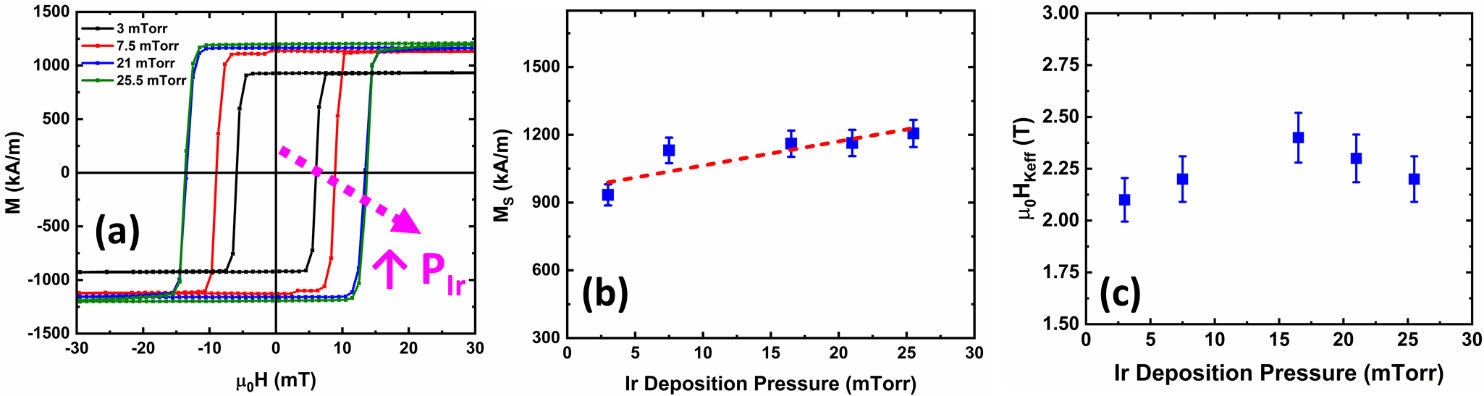 (a)
3 mTorr
7.5 mTorr
21 mTorr
25.5 mTorr
1500
1000
500
0
-500
-1000
-1500
M (kA/m)
↑ P_Ir
-30 -20 -10 0 10 20 30
μ₀H (mT)
(b)
1500
1200
900
600
300
M_S (kA/m)
0 5 10 15 20 25 30
Ir Deposition Pressure (mTorr)
(c)
3.00
2.75
2.50
2.25
2.00
1.75
1.50
μ₀H_Keff (T)
0 5 10 15 20 25 30
Ir Deposition Pressure (mTorr)